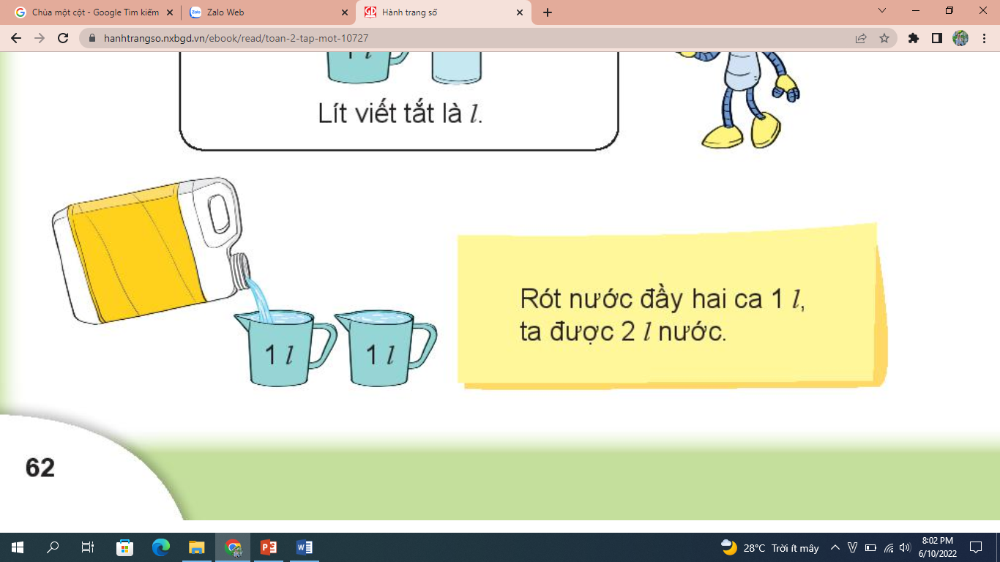 Chùa một cột - Google Tìm kiếm
Zalo Web
Hành trang số
hanhtrangso.nxbgd.vn/ebook/read/toan-2-tap-mot-10727
1 l
Lít viết tắt là l.
1 l
1 l
Rót nước đầy hai ca 1 l,
ta được 2 l nước.
62
28°C Trời ít mây
8:02 PM
6/10/2022